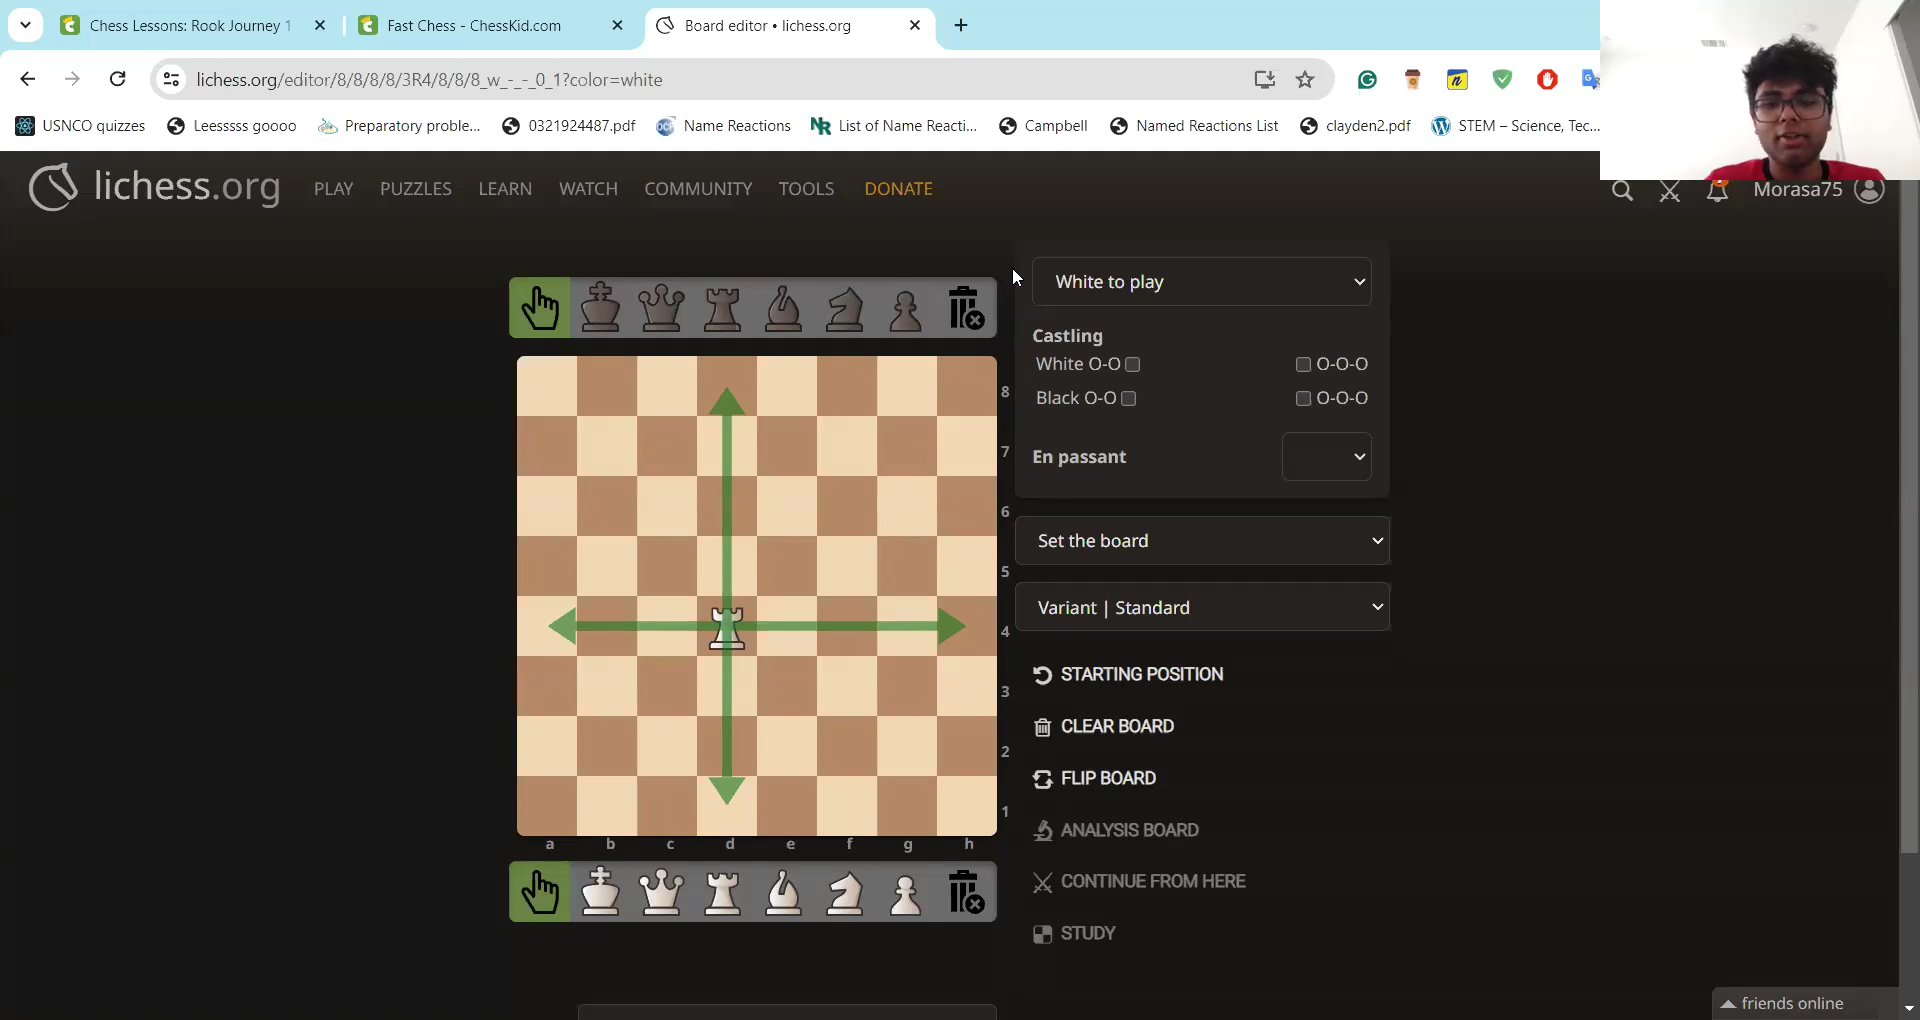 Chess Lessons: Rook Journey 1
Fast Chess - ChessKid.com
Board editor • lichess.org
lichess.org/editor/8/8/8/8/3R4/8/8/8_w_-_-_0_1?color=white
USNCO quizzes
Leesssss goooo
Preparatory proble...
0321924487.pdf
Name Reactions
List of Name Reacti...
Campbell
Named Reactions List
clayden2.pdf
STEM – Science, Tec...
lichess.org
PLAY
PUZZLES
LEARN
WATCH
COMMUNITY
TOOLS
DONATE
Morasa75
White to play
Castling
White O-O
O-O-O
Black O-O
O-O-O
En passant
Set the board
Variant | Standard
STARTING POSITION
CLEAR BOARD
FLIP BOARD
ANALYSIS BOARD
CONTINUE FROM HERE
STUDY
8
7
6
5
4
3
2
1
a b c d e f g h
friends online